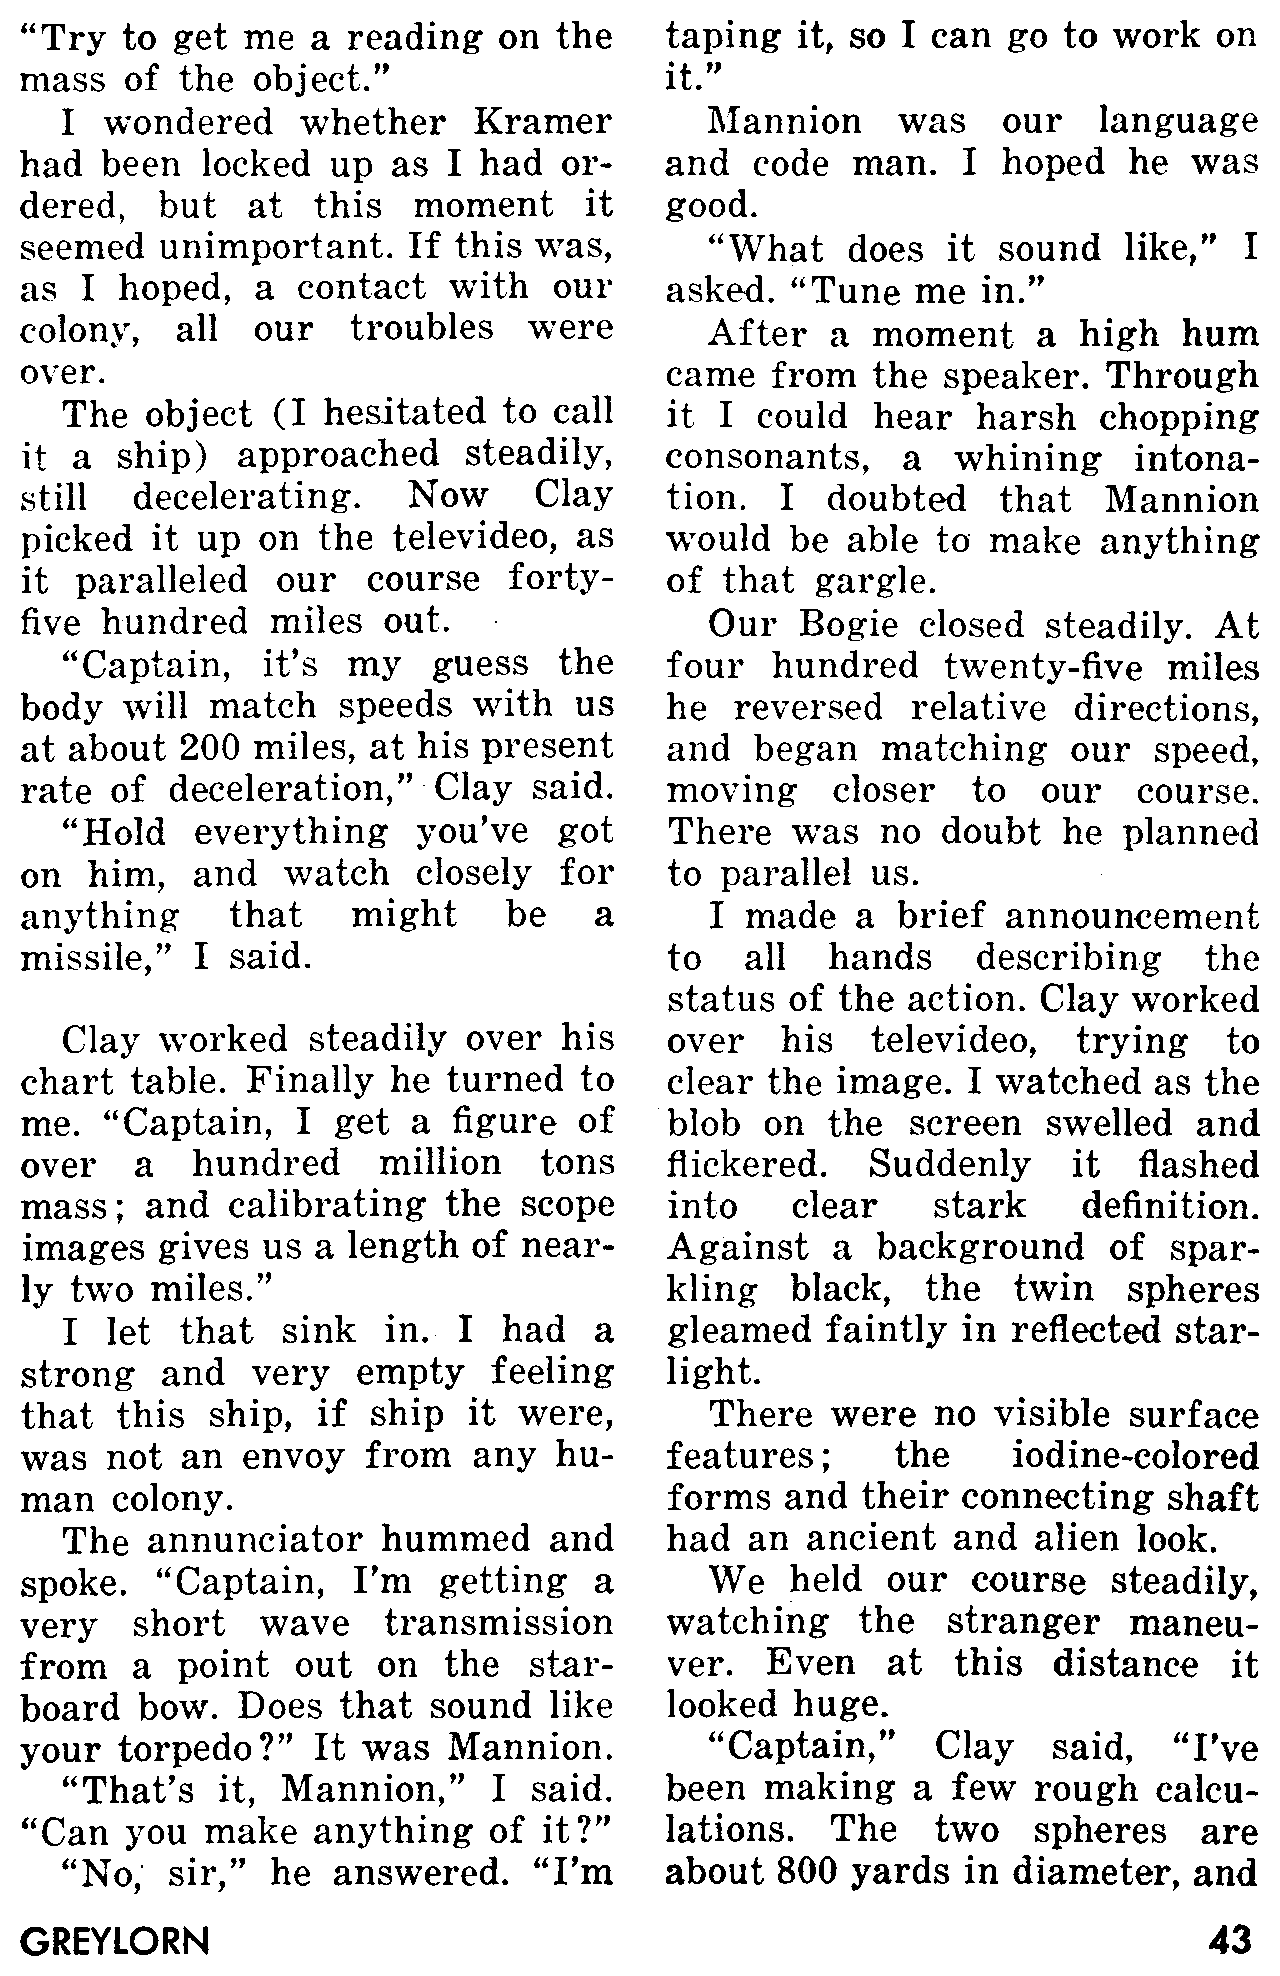 “Try to get me a reading on the
mass of the object.”
I wondered whether Kramer
had been locked up as I had or-
dered, but at this moment it
seemed unimportant. If this was,
as I hoped, a contact with our
colony, all our troubles were
over.
The object (I hesitated to call
it a ship) approached steadily,
still decelerating. Now Clay
picked it up on the televideo, as
it paralleled our course forty-
five hundred miles out.
“Captain, it’s my guess the
body will match speeds with us
at about 200 miles, at his present
rate of deceleration,” Clay said.
“Hold everything you’ve got
on him, and watch closely for
anything that might be a
missile,” I said.
Clay worked steadily over his
chart table. Finally he turned to
me. “Captain, I get a figure of
over a hundred million tons
mass; and calibrating the scope
images gives us a length of near-
ly two miles.”
I let that sink in. I had a
strong and very empty feeling
that this ship, if ship it were,
was not an envoy from any hu-
man colony.
The annunciator hummed and
spoke. “Captain, I’m getting a
very short wave transmission
from a point out on the star-
board bow. Does that sound like
your torpedo?” It was Mannion.
“That’s it, Mannion,” I said.
“Can you make anything of it?”
“No, sir,” he answered. “I’m
taping it, so I can go to work on
it.”
Mannion was our language
and code man. I hoped he was
good.
“What does it sound like,” I
asked. “Tune me in.”
After a moment a high hum
came from the speaker. Through
it I could hear harsh chopping
consonants, a whining intona-
tion. I doubted that Mannion
would be able to make anything
of that gargle.
Our Bogie closed steadily. At
four hundred twenty-five miles
he reversed relative directions,
and began matching our speed,
moving closer to our course.
There was no doubt he planned
to parallel us.
I made a brief announcement
to all hands describing the
status of the action. Clay worked
over his televideo, trying to
clear the image. I watched as the
blob on the screen swelled and
flickered. Suddenly it flashed
into clear stark definition.
Against a background of spar-
kling black, the twin spheres
gleamed faintly in reflected star-
light.
There were no visible surface
features; the iodine-colored
forms and their connecting shaft
had an ancient and alien look.
We held our course steadily,
watching the stranger maneu-
ver. Even at this distance it
looked huge.
“Captain,” Clay said, “I’ve
been making a few rough calcu-
lations. The two spheres are
about 800 yards in diameter, and
GREYLORN 43